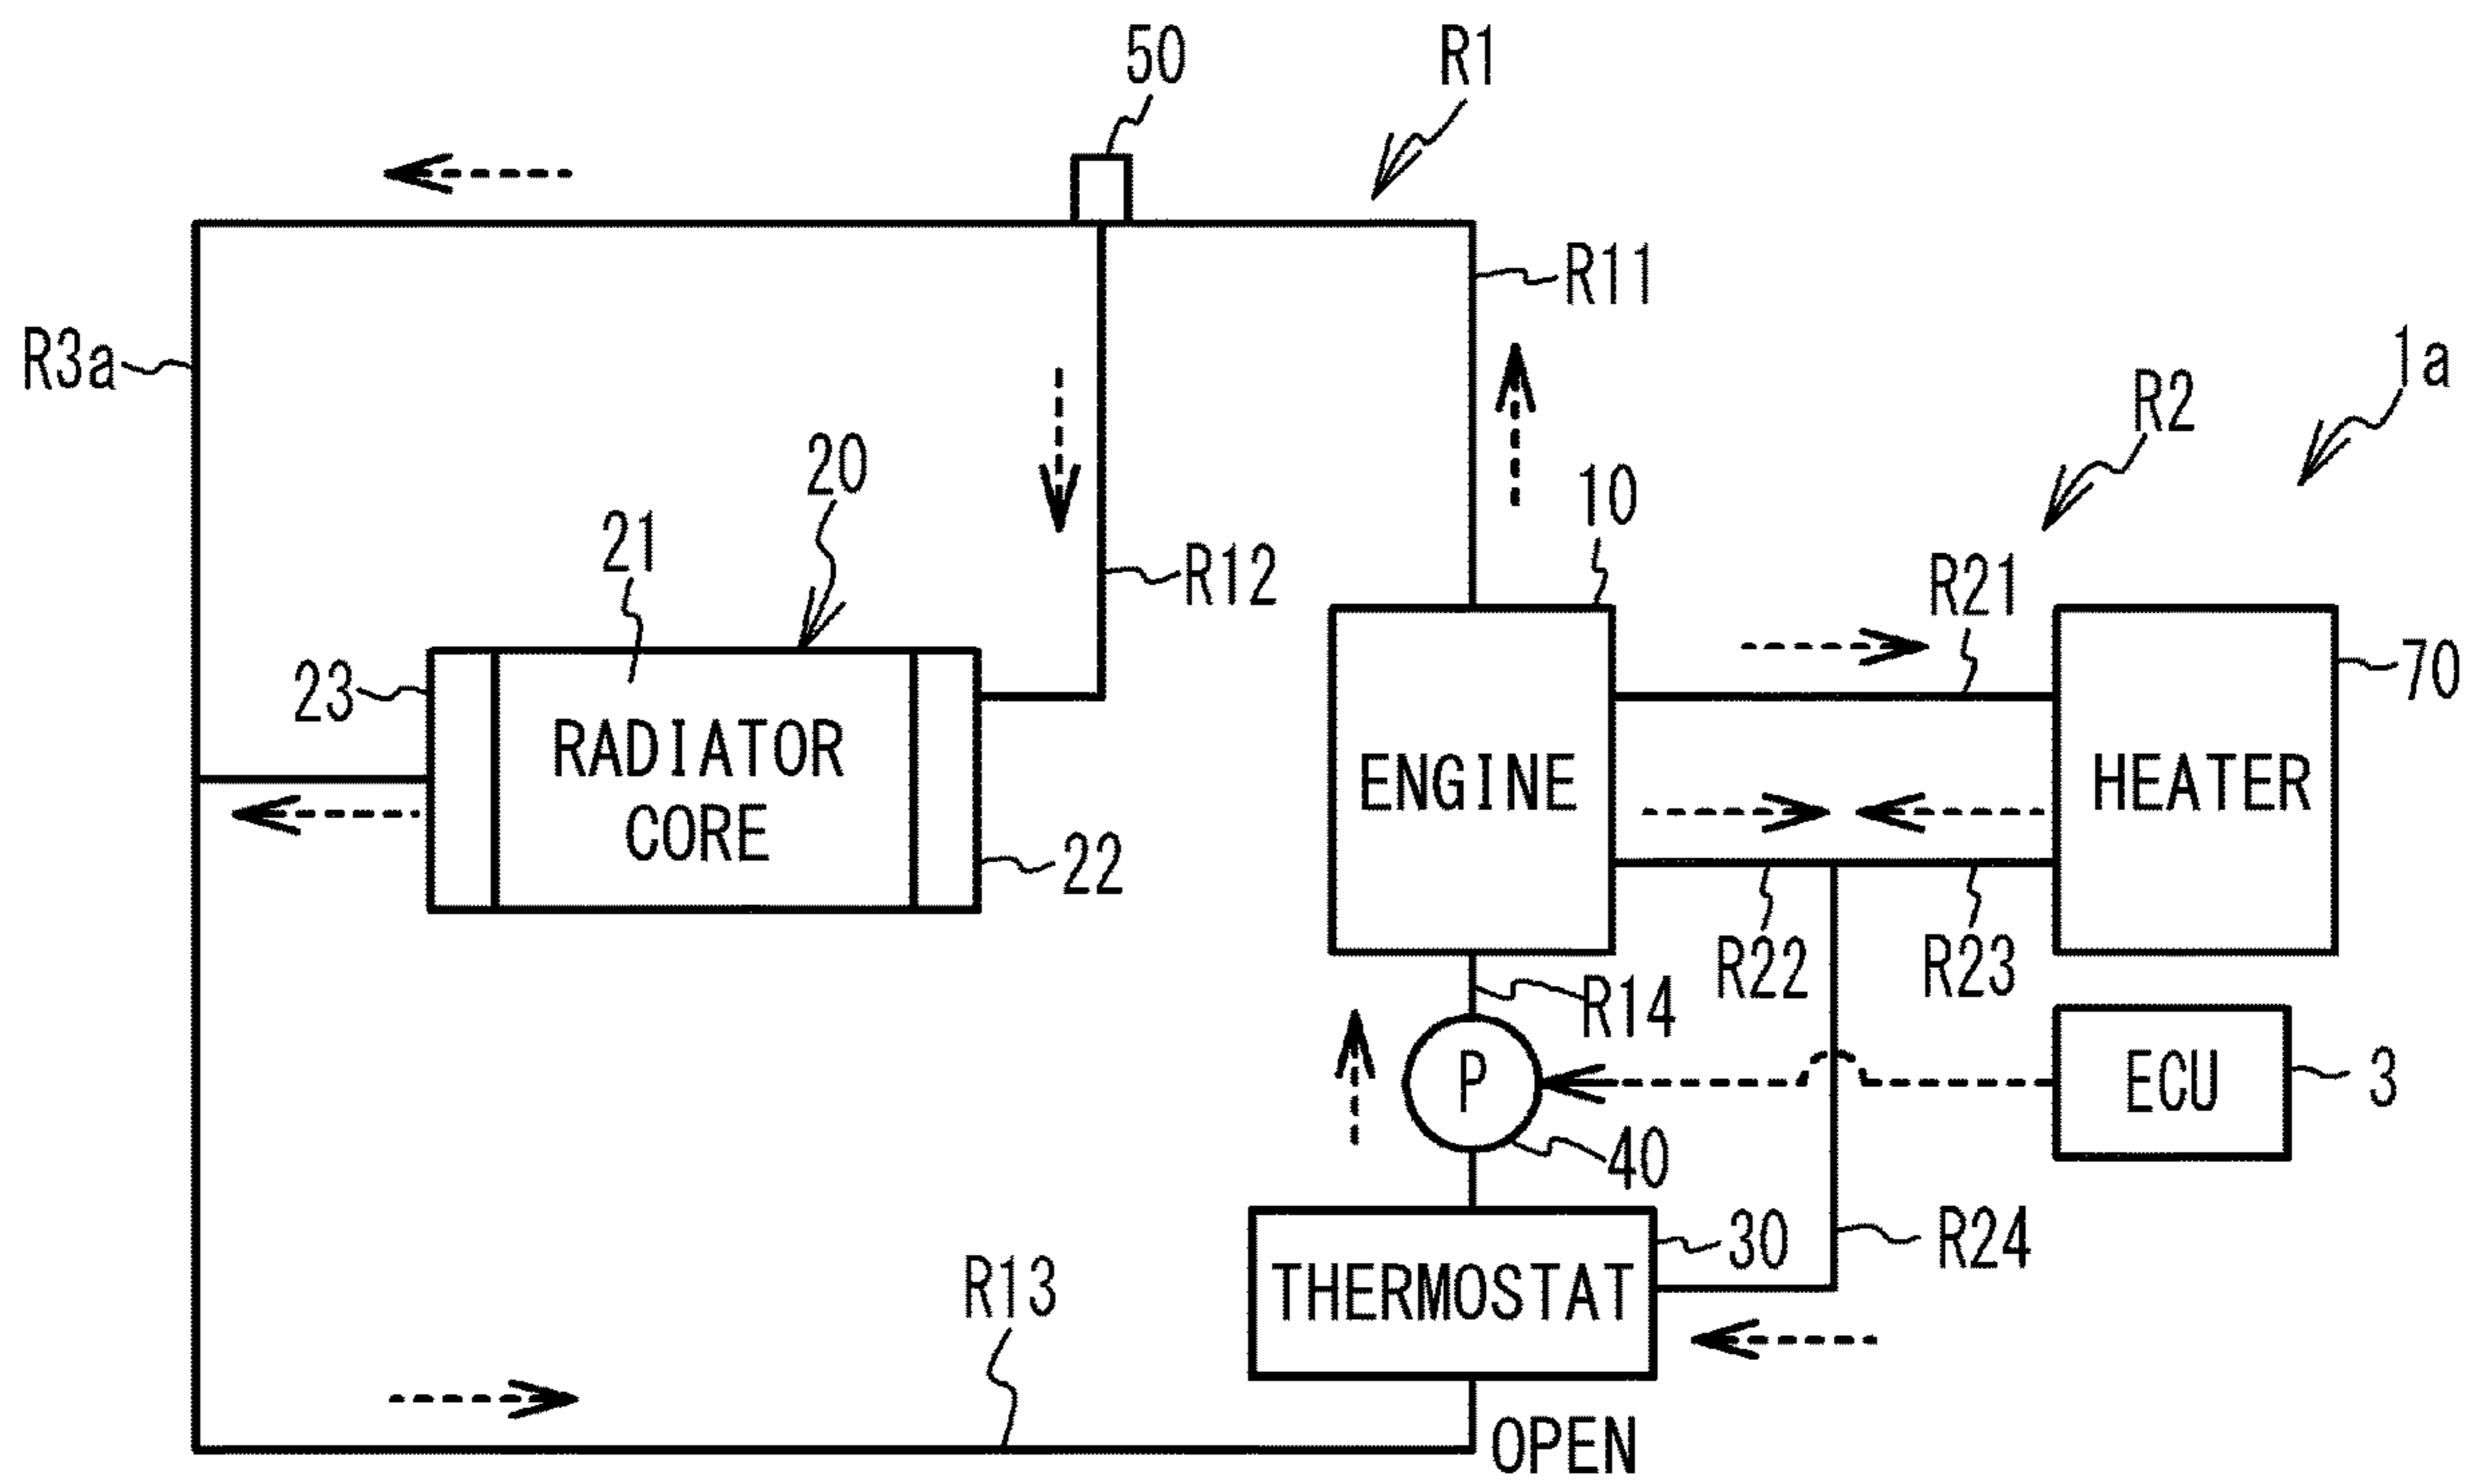 50
R1
R11
R3a
1a
R2
20
10
21
R12
R21
23
RADIATOR
CORE
22
ENGINE
HEATER
70
R22
R23
R14
P
ECU
3
40
30
R24
THERMOSTAT
R13
OPEN